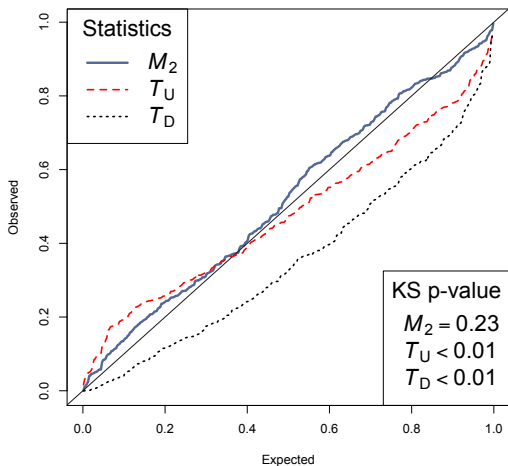 Statistics
M2
TU
TD
KS p-value
M2 = 0.23
TU < 0.01
TD < 0.01
Observed
0.0 0.2 0.4 0.6 0.8 1.0
0.0 0.2 0.4 0.6 0.8 1.0
Expected